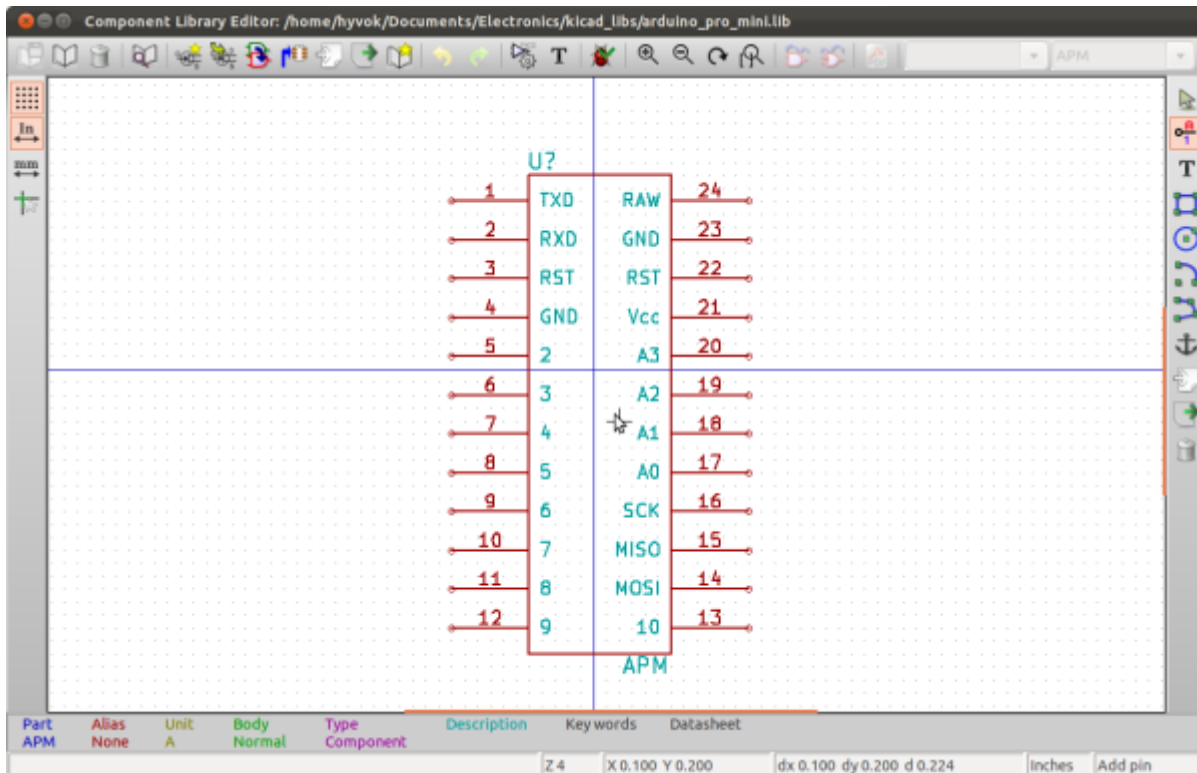 Component Library Editor: /home/hyvok/Documents/Electronics/kicad_libs/arduino_pro_mini.lib
T APM
In
mm
T
U?
1 TXD RAW 24
2 RXD GND 23
3 RST RST 22
4 GND Vcc 21
5 2 A3 20
6 3 A2 19
7 4 A1 18
8 5 A0 17
9 6 SCK 16
10 7 MISO 15
11 8 MOSI 14
12 9 10 13
APM
Part Alias Unit Body Type Description Key words Datasheet
APM None A Normal Component
Z 4 X 0.100 Y 0.200 dx 0.100 dy 0.200 d 0.224 Inches Add pin